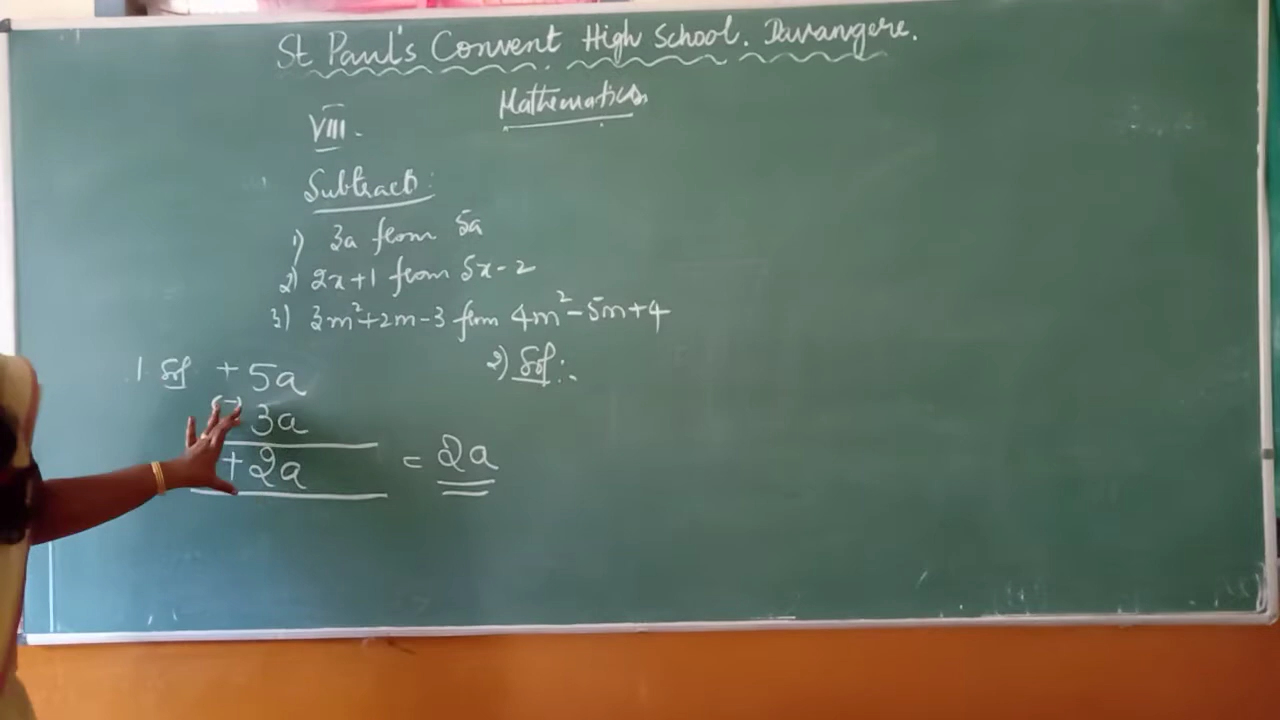 St Paul's Convent High School. Davangere.
Mathematics
VIII.
Subtract:
1) 3a from 5a
2) 2x+1 from 5x-2
3) 3m²+2m-3 from 4m²-5m+4
1 Sol +5a
(-) 3a
+2a = 2a
2) Sol:-